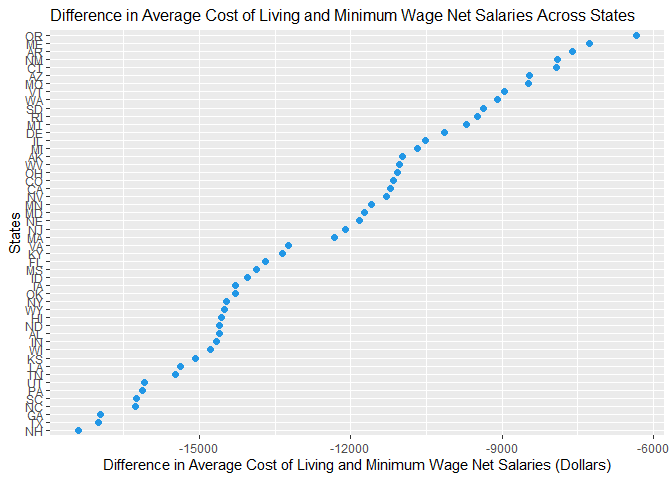 Difference in Average Cost of Living and Minimum Wage Net Salaries Across States
States
OR
ME
AR
NM
CT
AZ
MO
VT
WA
SD
RI
MT
DE
IL
MI
AK
WV
OH
CO
CA
NV
MN
MD
NE
NJ
MA
VA
KY
FL
MS
ID
IA
OK
NY
WY
HI
ND
AL
IN
WI
KS
LA
TN
UT
PA
SC
NC
GA
TX
NH
-15000 -12000 -9000 -6000
Difference in Average Cost of Living and Minimum Wage Net Salaries (Dollars)